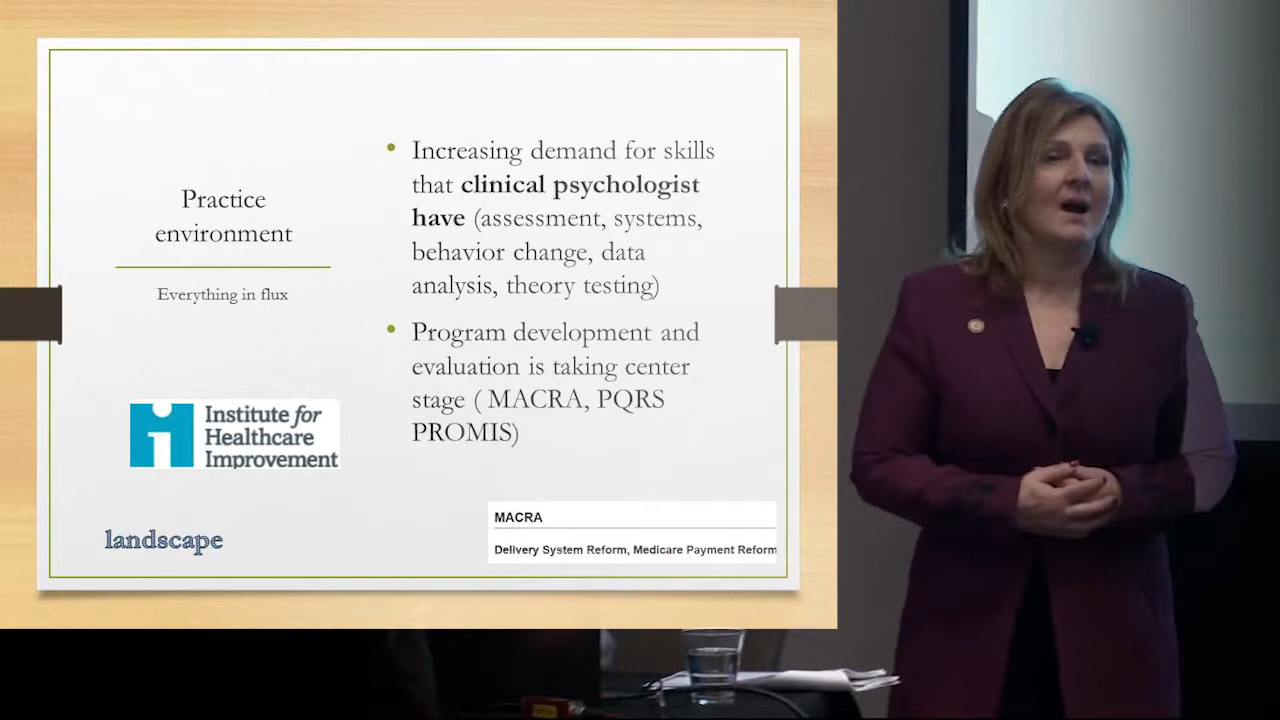 Practice
environment
Everything in flux
Institute for
Healthcare
Improvement
landscape
• Increasing demand for skills
that clinical psychologist
have (assessment, systems,
behavior change, data
analysis, theory testing)
• Program development and
evaluation is taking center
stage ( MACRA, PQRS
PROMIS)
MACRA
Delivery System Reform, Medicare Payment Reform